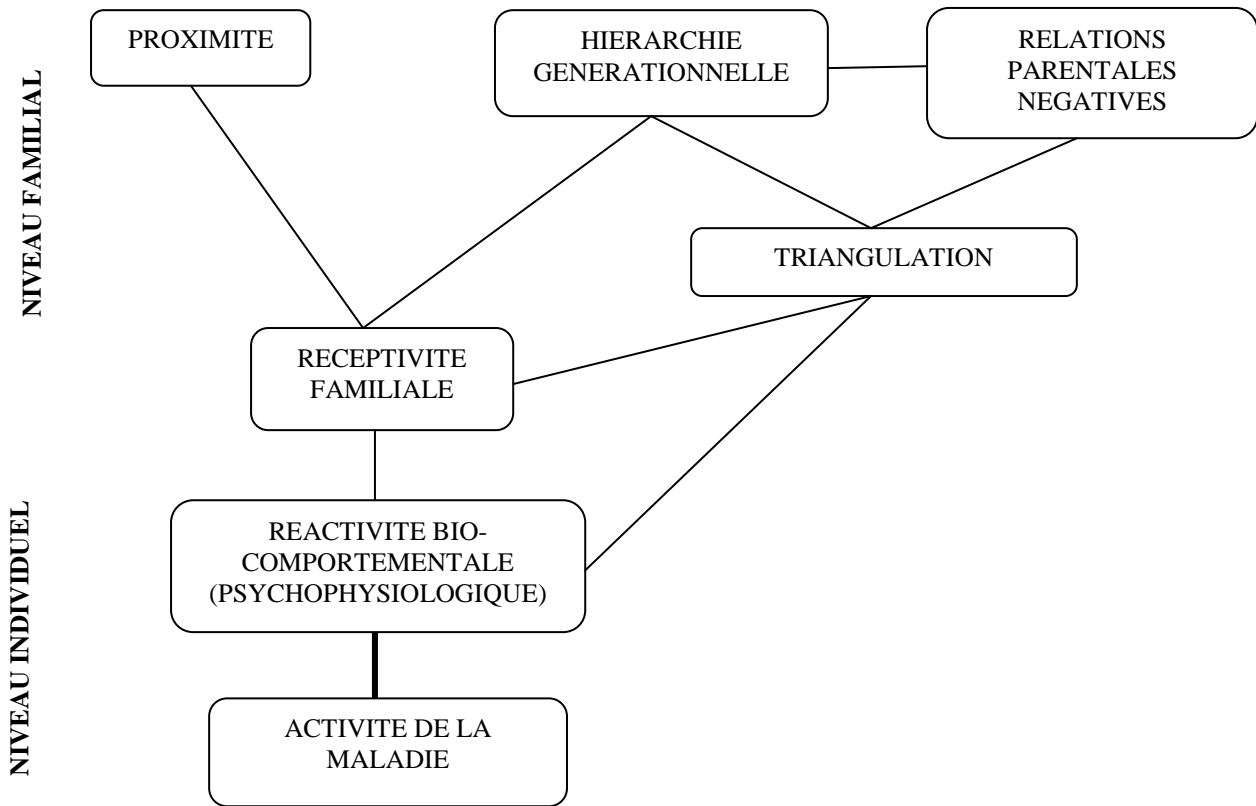 PROXIMITE
HIERARCHIE
GENERATIONNELLE
RELATIONS
PARENTALES
NEGATIVES
NIVEAU FAMILIAL
TRIANGULATION
RECEPTIVITE
FAMILIALE
NIVEAU INDIVIDUEL
REACTIVITE BIO-
COMPORTEMENTALE
(PSYCHOPHYSIOLOGIQUE)
ACTIVITE DE LA
MALADIE